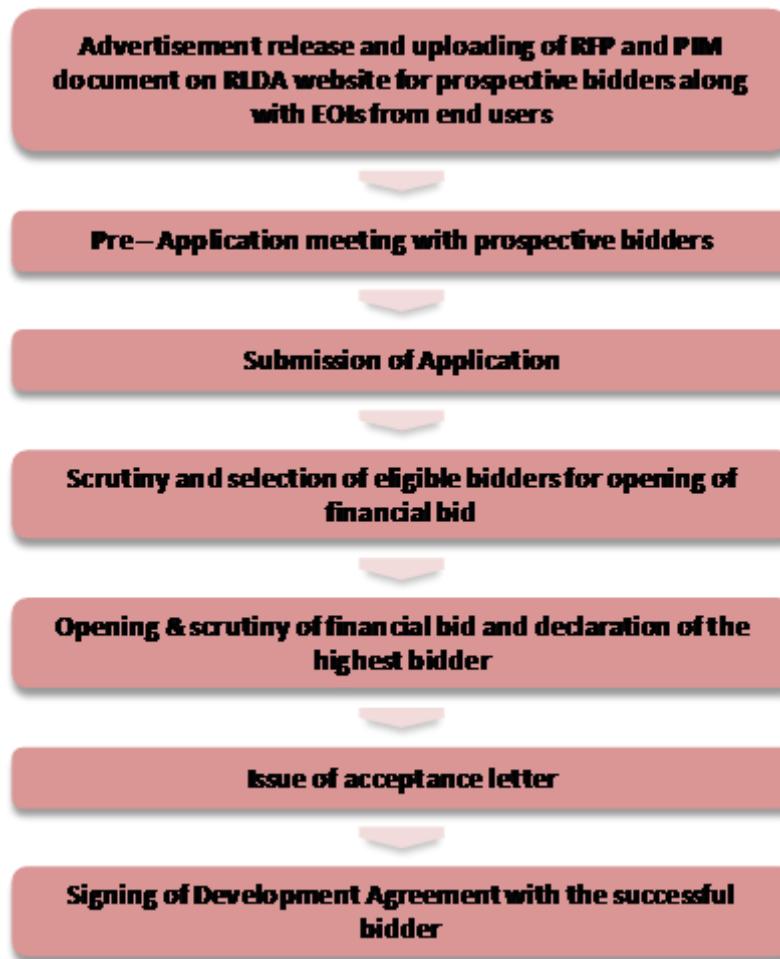 Advertisement release and uploading of RFP and PIM
document on RLDA website for prospective bidders along
with EOIs from end users
Pre–Application meeting with prospective bidders
Submission of Application
Scrutiny and selection of eligible bidders for opening of
financial bid
Opening & scrutiny of financial bid and declaration of the
highest bidder
Issue of acceptance letter
Signing of Development Agreement with the successful
bidder